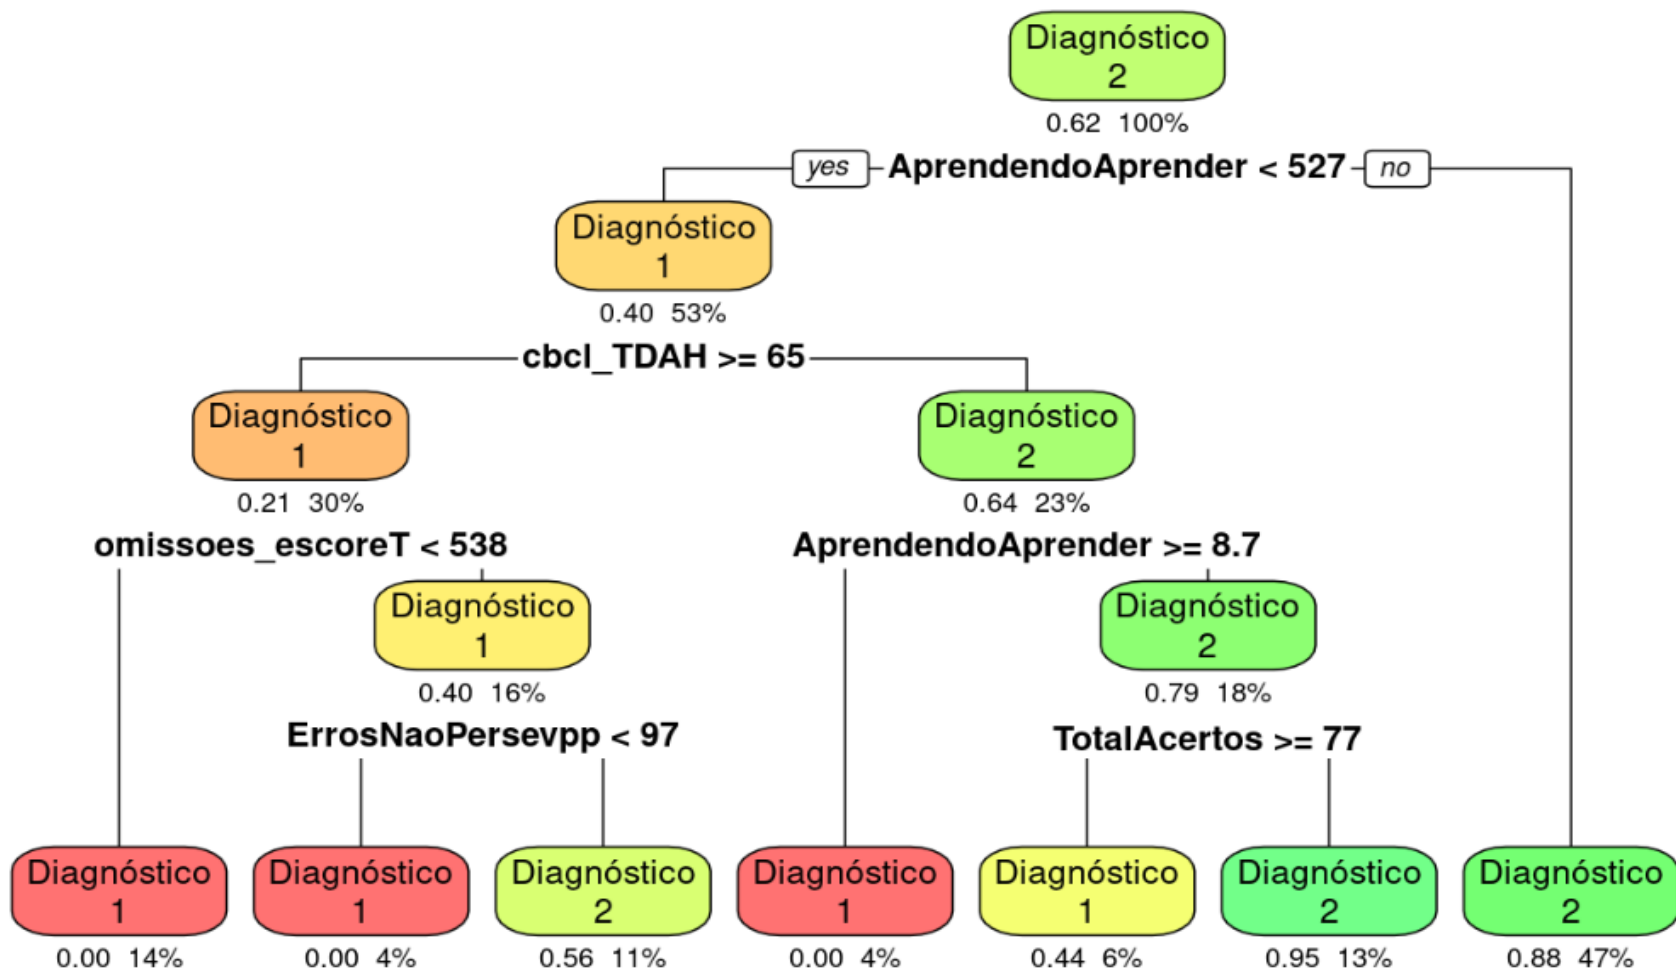 Diagnóstico
2
0.62 100%
yes AprendendoAprender < 527 no
Diagnóstico
1
0.40 53%
cbcl_TDAH >= 65
Diagnóstico
1
0.21 30%
Diagnóstico
2
0.64 23%
omissoes_escoreT < 538
AprendendoAprender >= 8.7
Diagnóstico
1
0.40 16%
Diagnóstico
2
0.79 18%
ErrosNaoPersevpp < 97
TotalAcertos >= 77
Diagnóstico
1
0.00 14%
Diagnóstico
1
0.00 4%
Diagnóstico
2
0.56 11%
Diagnóstico
1
0.00 4%
Diagnóstico
1
0.44 6%
Diagnóstico
2
0.95 13%
Diagnóstico
2
0.88 47%